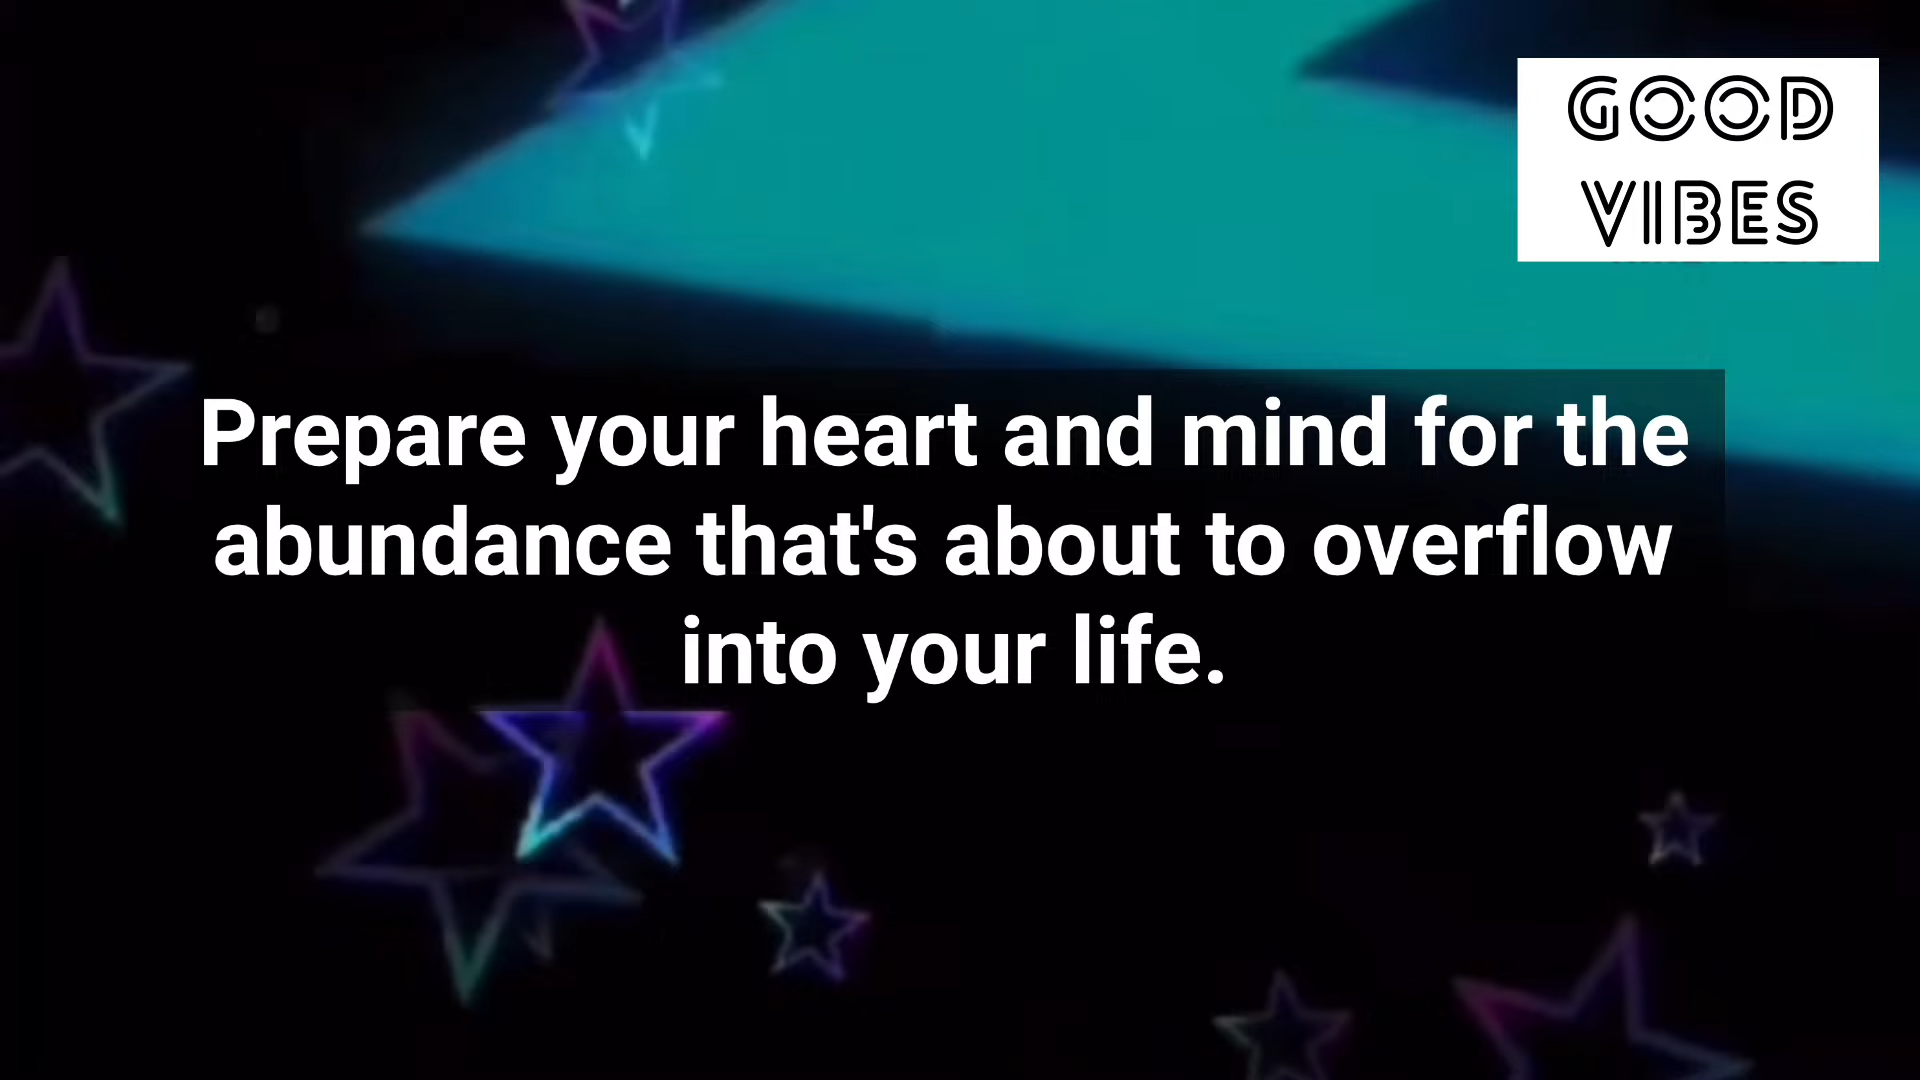 GOOD
VIBES
Prepare your heart and mind for the
abundance that's about to overflow
into your life.